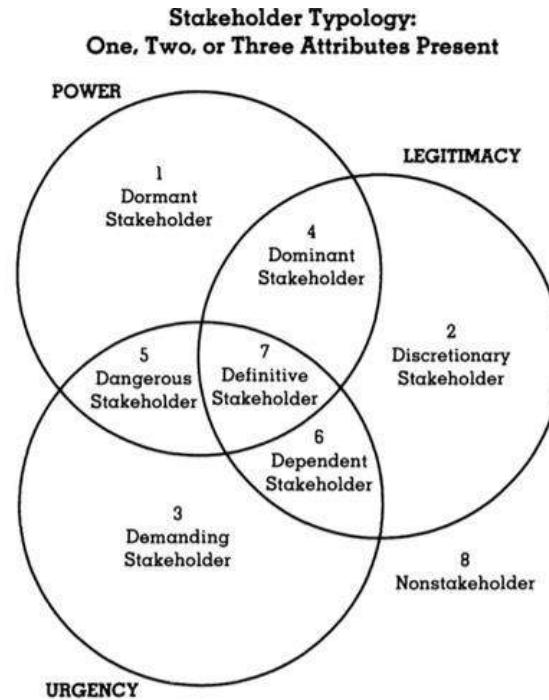 Stakeholder Typology:
One, Two, or Three Attributes Present
POWER
LEGITIMACY
1
Dormant
Stakeholder
4
Dominant
Stakeholder
2
Discretionary
Stakeholder
5
Dangerous
Stakeholder
7
Definitive
Stakeholder
6
Dependent
Stakeholder
3
Demanding
Stakeholder
8
Nonstakeholder
URGENCY